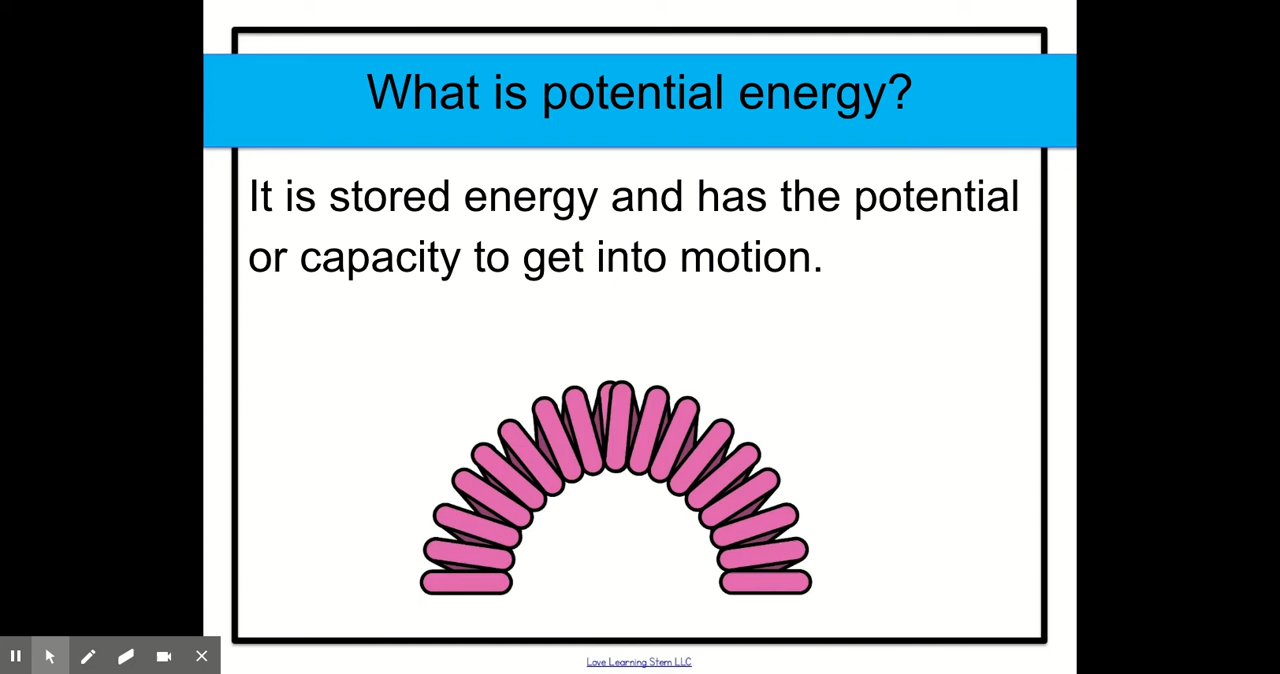 What is potential energy?
It is stored energy and has the potential
or capacity to get into motion.
Love Learning Stem LLC